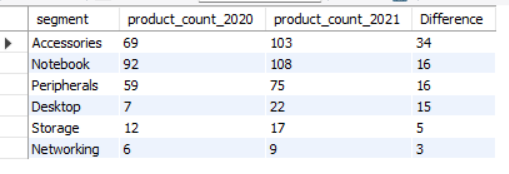 segment product_count_2020 product_count_2021 Difference
Accessories 69 103 34
Notebook 92 108 16
Peripherals 59 75 16
Desktop 7 22 15
Storage 12 17 5
Networking 6 9 3